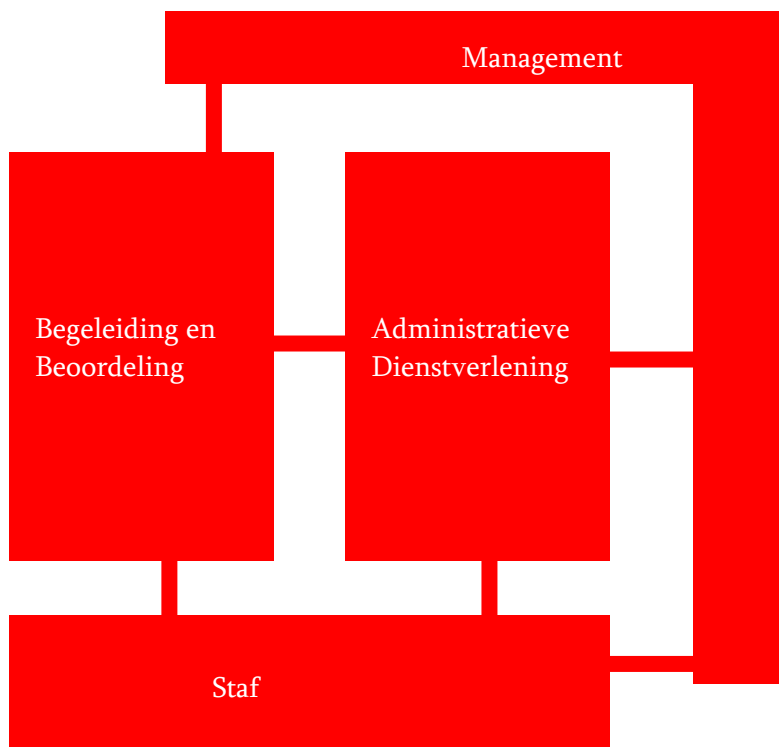 Management
Begeleiding en
Beoordeling
Administratieve
Dienstverlening
Staf